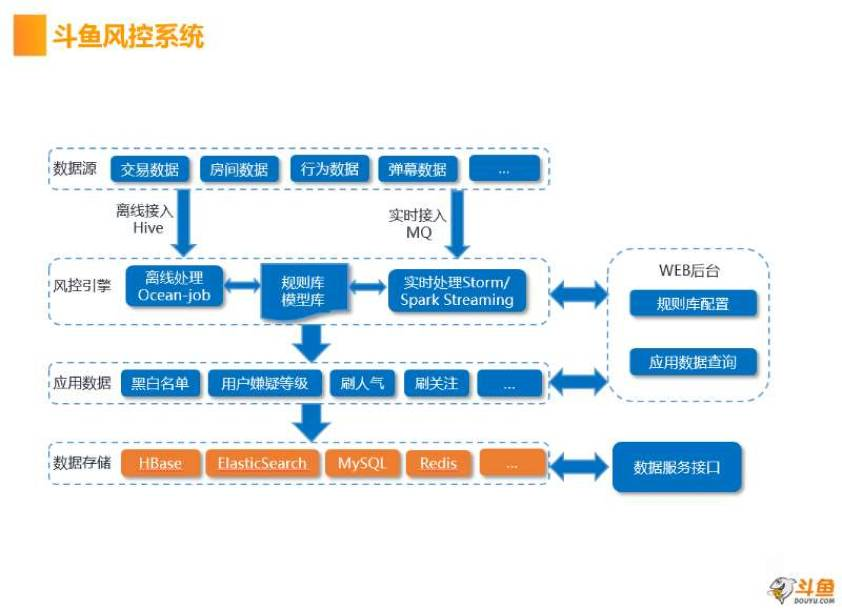 斗鱼风控系统
数据源
交易数据
房间数据
行为数据
弹幕数据
...
离线接入
Hive
实时接入
MQ
风控引擎
离线处理
Ocean-job
规则库
模型库
实时处理Storm/
Spark Streaming
WEB后台
规则库配置
应用数据查询
应用数据
黑白名单
用户嫌疑等级
刷人气
刷关注
...
数据存储
HBase
ElasticSearch
MySQL
Redis
...
数据服务接口
斗鱼
DOUYU.COM